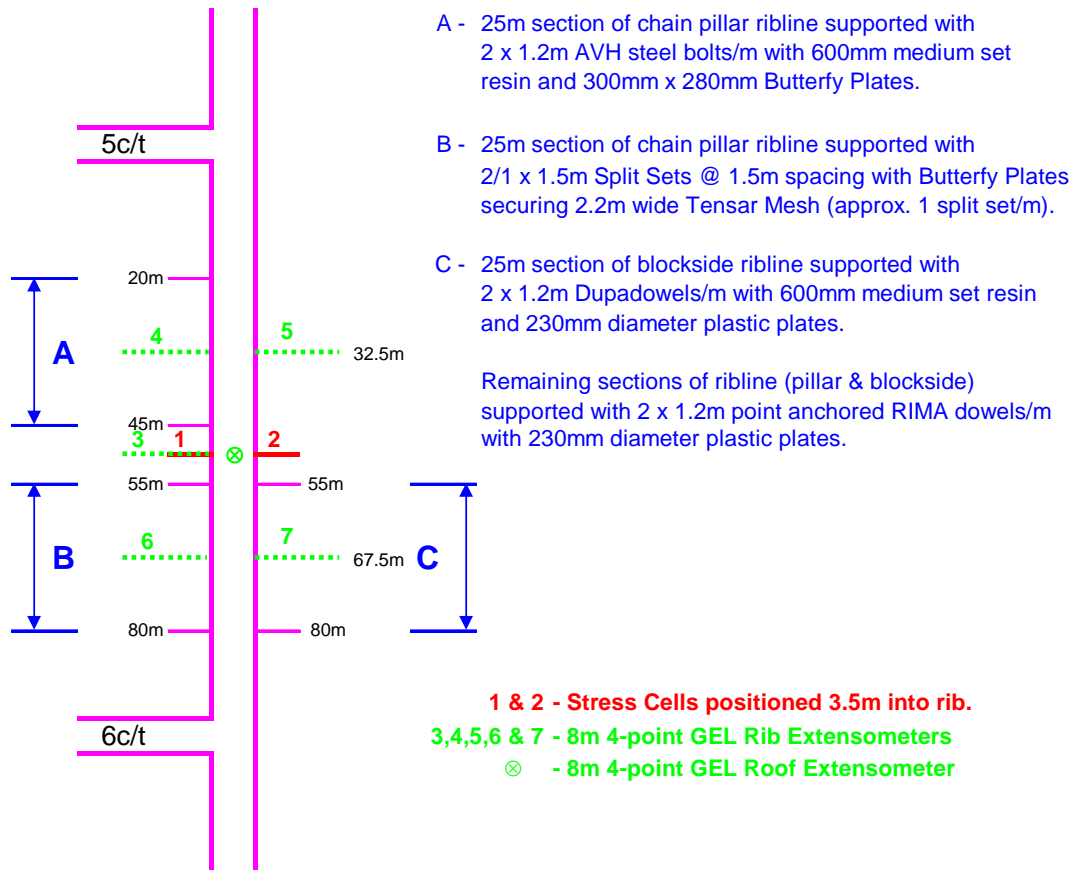 A - 25m section of chain pillar ribline supported with
2 x 1.2m AVH steel bolts/m with 600mm medium set
resin and 300mm x 280mm Butterfy Plates.
5c/t
B - 25m section of chain pillar ribline supported with
2/1 x 1.5m Split Sets @ 1.5m spacing with Butterfy Plates
securing 2.2m wide Tensar Mesh (approx. 1 split set/m).
C - 25m section of blockside ribline supported with
2 x 1.2m Dupadowels/m with 600mm medium set resin
and 230mm diameter plastic plates.
Remaining sections of ribline (pillar & blockside)
supported with 2 x 1.2m point anchored RIMA dowels/m
with 230mm diameter plastic plates.
20m
4 5
A 32.5m
45m
3 1 2
55m 55m
6 7
B 67.5m C
80m 80m
6c/t
1 & 2 - Stress Cells positioned 3.5m into rib.
3,4,5,6 & 7 - 8m 4-point GEL Rib Extensometers
⊗ - 8m 4-point GEL Roof Extensometer